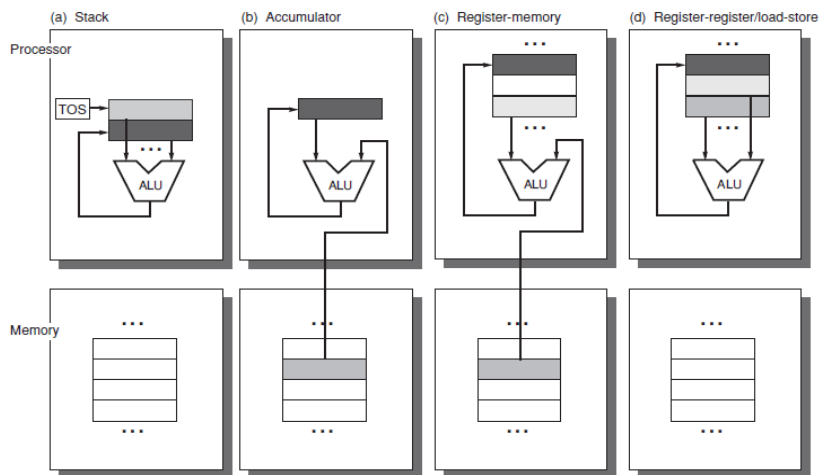 (a) Stack
(b) Accumulator
(c) Register-memory
(d) Register-register/load-store
Processor
...
...
TOS
...
...
...
ALU
ALU
ALU
ALU
Memory
...
...
...
...
...
...
...
...